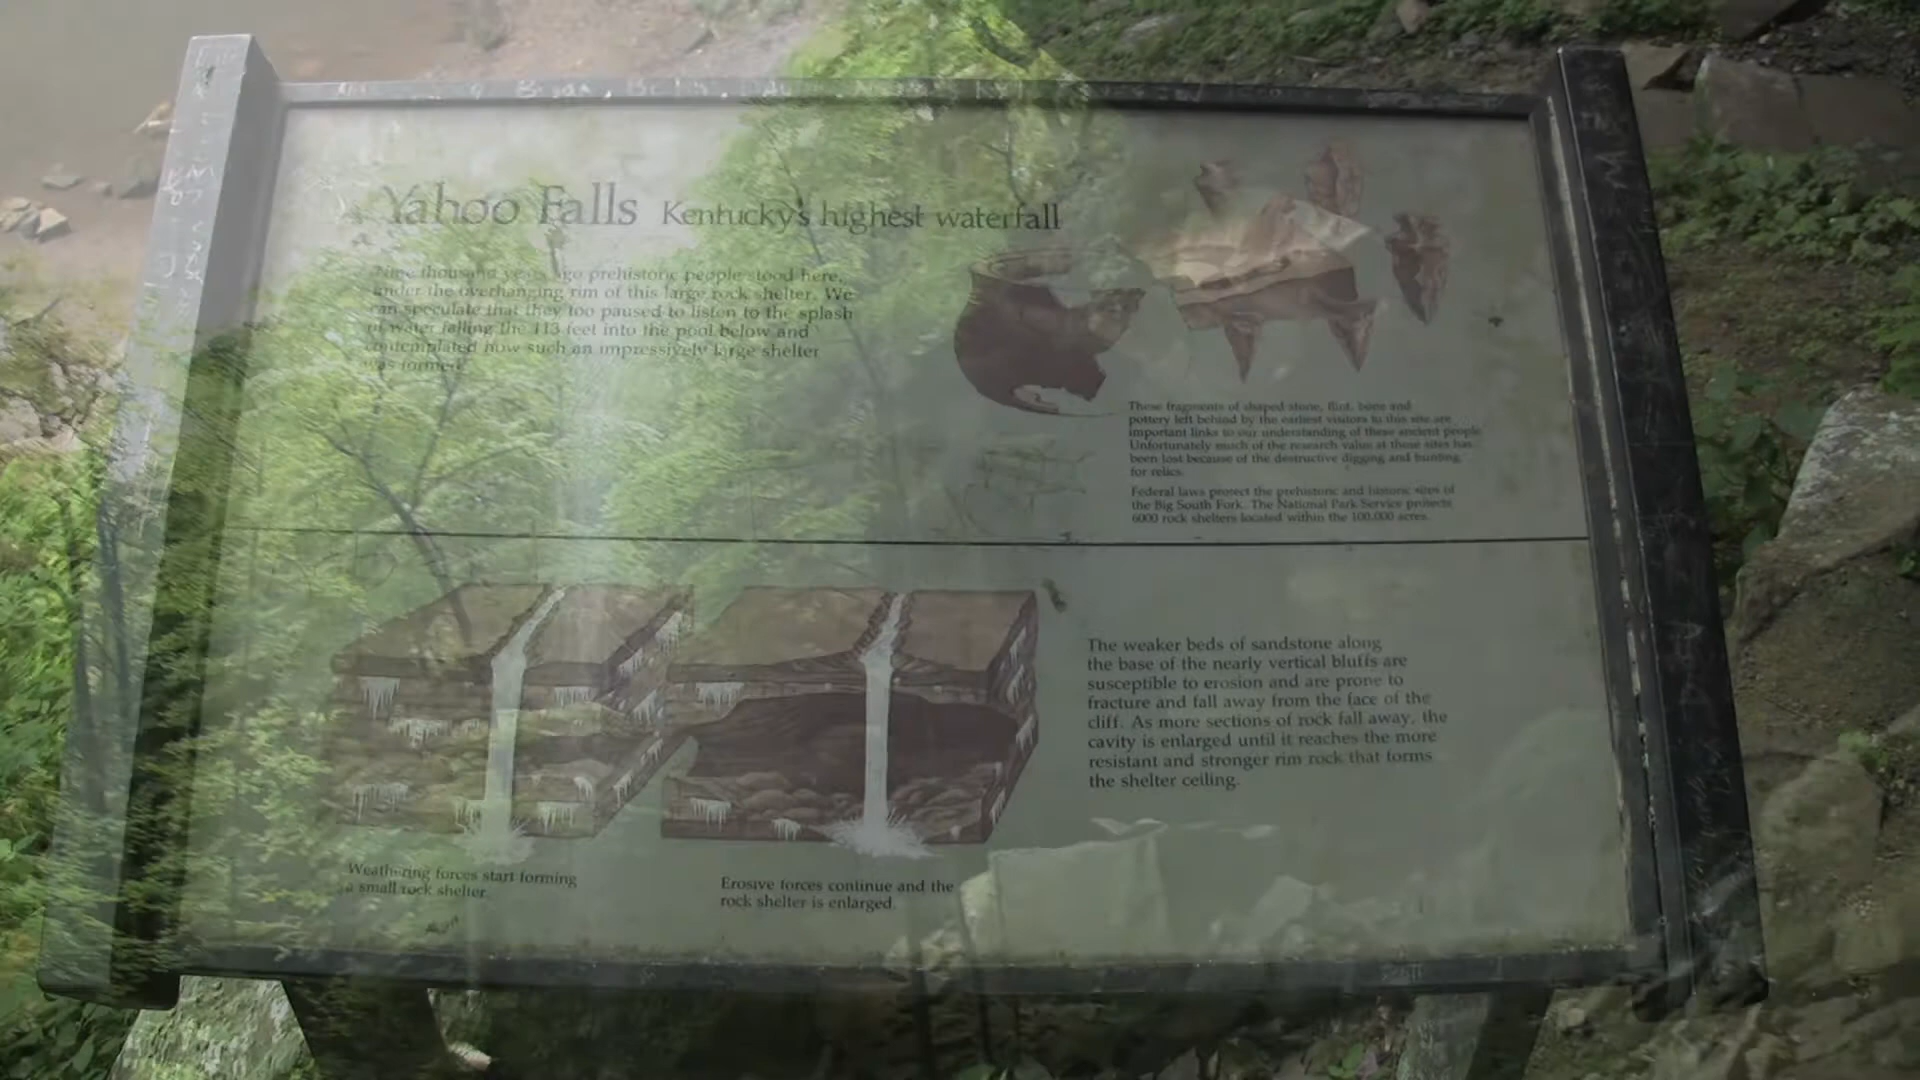 Yahoo Falls Kentucky's highest waterfall
Nine thousand years ago prehistoric people stood here,
under the overhanging rim of this large rock shelter. We
can speculate that they too paused to listen to the splash
of water falling the 113 feet into the pool below and
contemplated how such an impressively large shelter
was formed.
These fragments of shaped stone, flint, bone and
pottery left behind by the earliest visitors to this site are
important links to our understanding of these ancient people.
Unfortunately much of the research value at these sites has
been lost because of the destructive digging and hunting
for relics.
Federal laws protect the prehistoric and historic sites of
the Big South Fork. The National Park Service protects
6000 rock shelters located within the 100,000 acres.
The weaker beds of sandstone along
the base of the nearly vertical bluffs are
susceptible to erosion and are prone to
fracture and fall away from the face of the
cliff. As more sections of rock fall away, the
cavity is enlarged until it reaches the more
resistant and stronger rim rock that forms
the shelter ceiling.
Weathering forces start forming
a small rock shelter.
Erosive forces continue and the
rock shelter is enlarged.